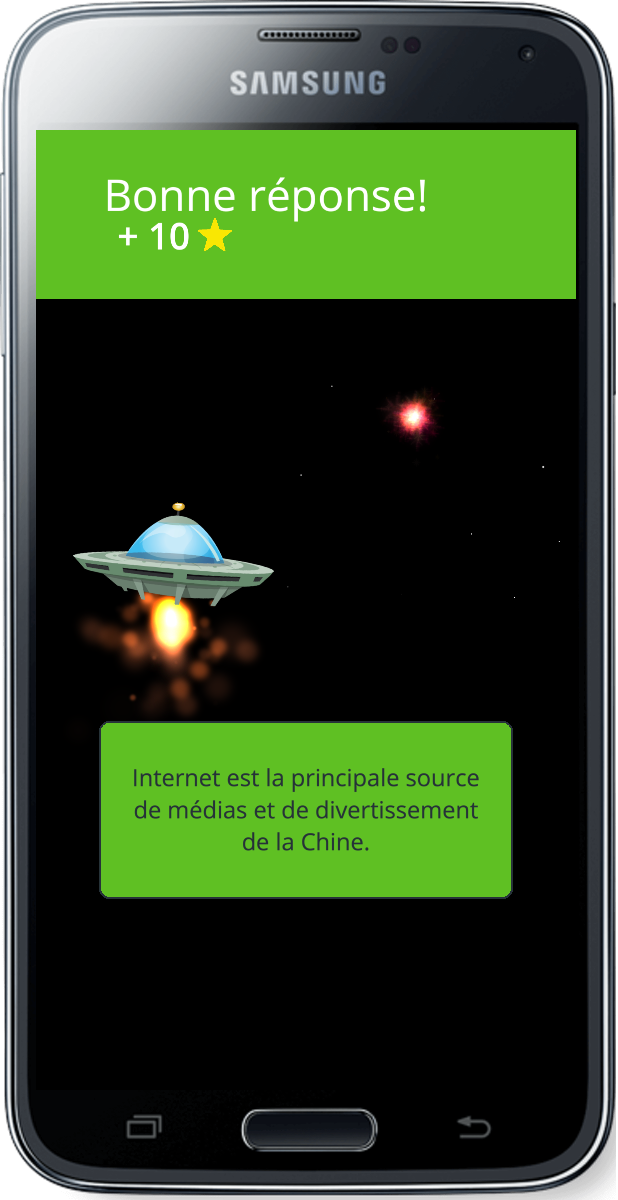 SAMSUNG
Bonne réponse!
+ 10
Internet est la principale source
de médias et de divertissement
de la Chine.